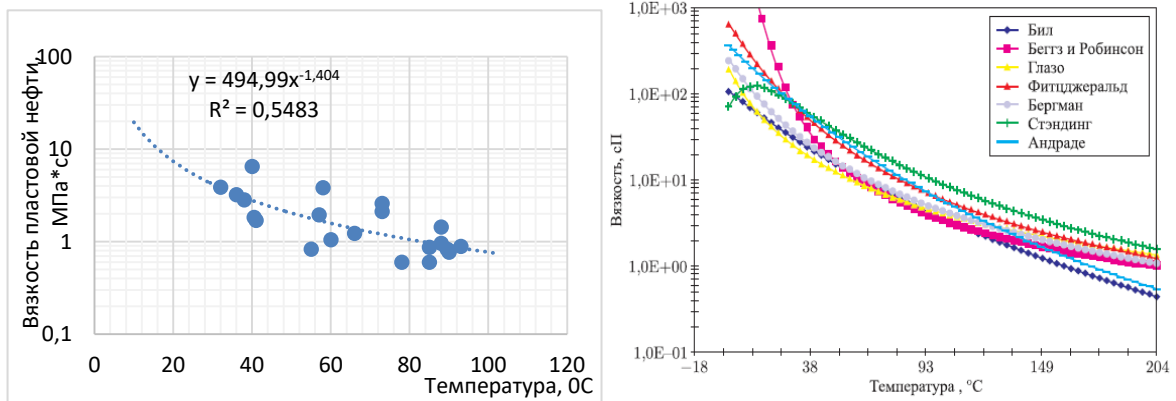 Вязкость пластовой нефти, МПа*с
100
10
1
0,1
y = 494,99x^-1,404
R² = 0,5483
0 20 40 60 80 100 120
Температура, 0С
Вязкость, сП
1,0E+03
1,0E+02
1,0E+01
1,0E+00
1,0E−01
Бил
Беггз и Робинсон
Глазо
Фитцджеральд
Бергман
Стэндинг
Андраде
−18 38 93 149 204
Температура , °C